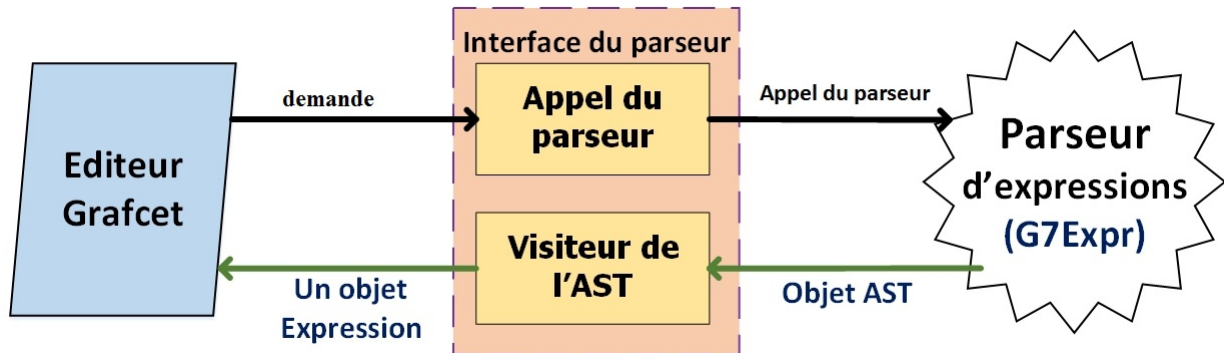 Interface du parseur
Editeur
Grafcet
demande
Appel du
parseur
Appel du parseur
Parseur
d'expressions
(G7Expr)
Visiteur de
l'AST
Un objet
Expression
Objet AST